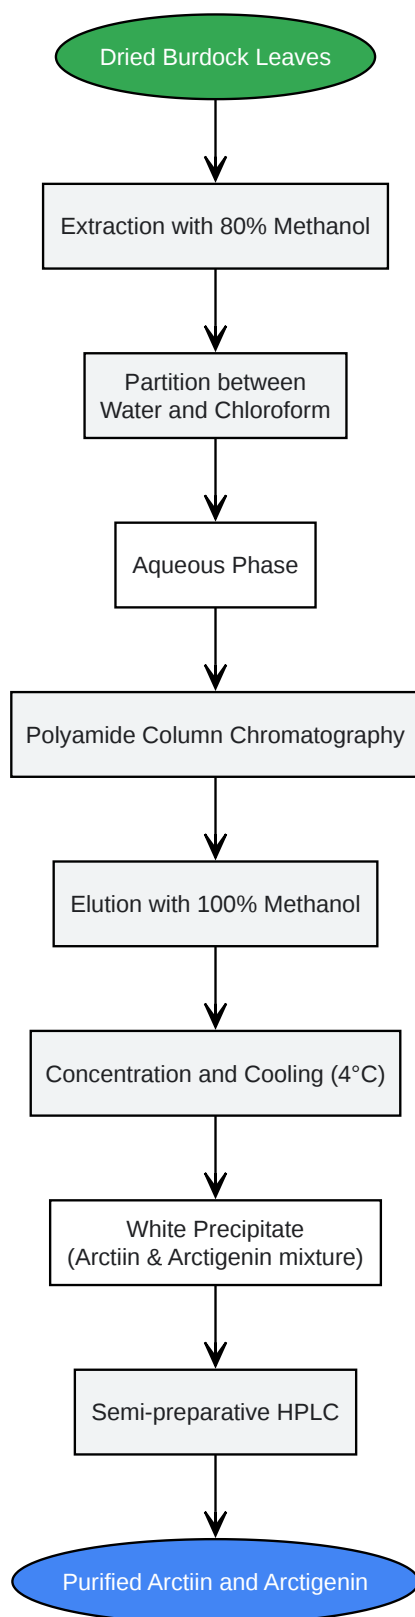 Dried Burdock Leaves
Extraction with 80% Methanol
Partition between
Water and Chloroform
Aqueous Phase
Polyamide Column Chromatography
Elution with 100% Methanol
Concentration and Cooling (4°C)
White Precipitate
(Arctiin & Arctigenin mixture)
Semi-preparative HPLC
Purified Arctiin and Arctigenin